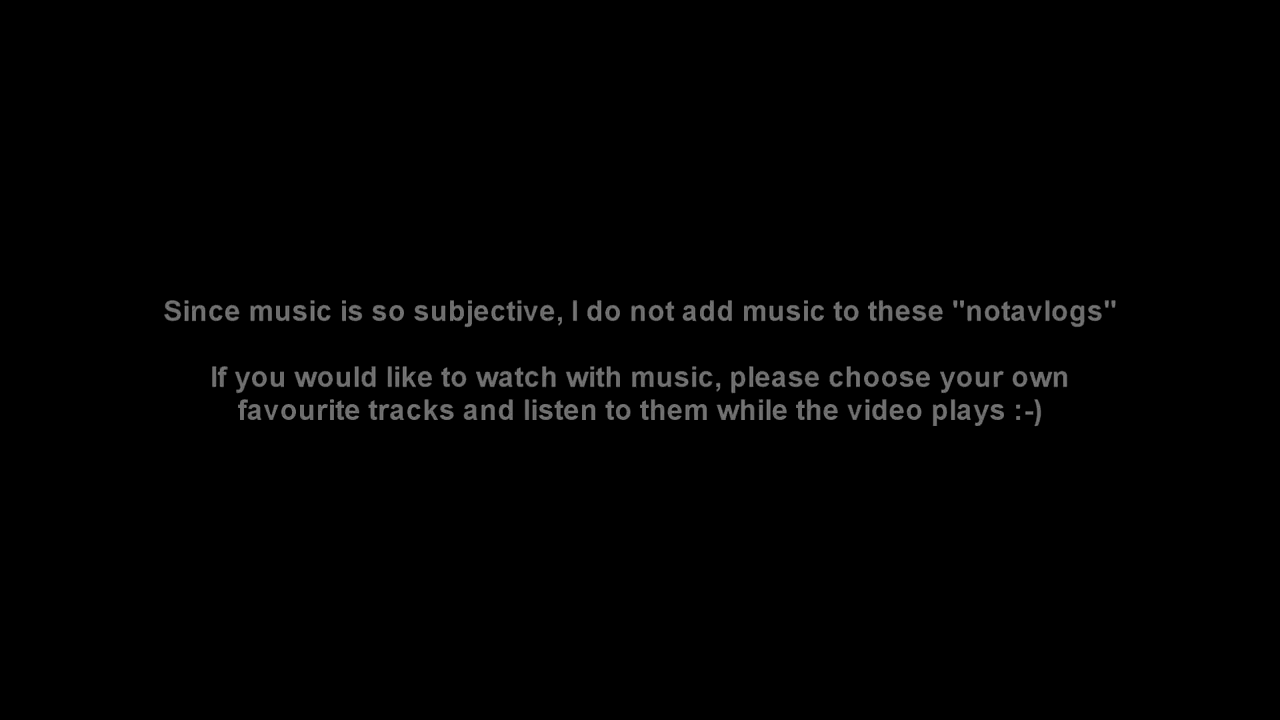 Since music is so subjective, I do not add music to these "notavlogs"
If you would like to watch with music, please choose your own
favourite tracks and listen to them while the video plays :-)